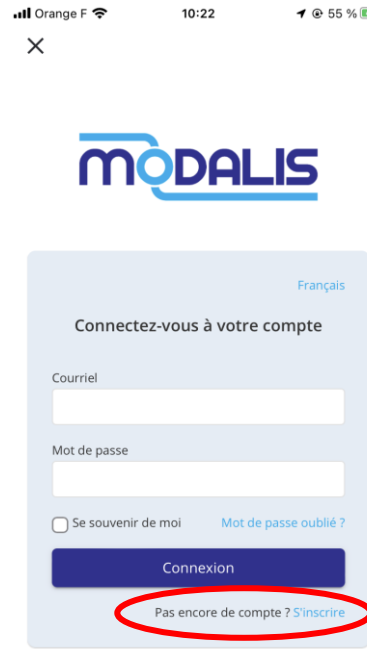 Orange F 10:22 55 %
MODALIS
Français
Connectez-vous à votre compte
Courriel
Mot de passe
Se souvenir de moi Mot de passe oublié ?
Connexion
Pas encore de compte ? S'inscrire